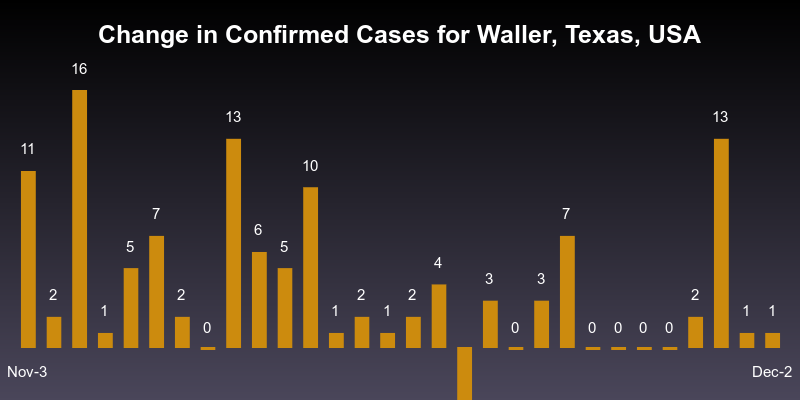 Change in Confirmed Cases for Waller, Texas, USA
11 2 16 1 5 7 2 0 13 6 5 10 1 2 1 2 4 3 0 3 7 0 0 0 0 2 13 1 1
Nov-3 Dec-2